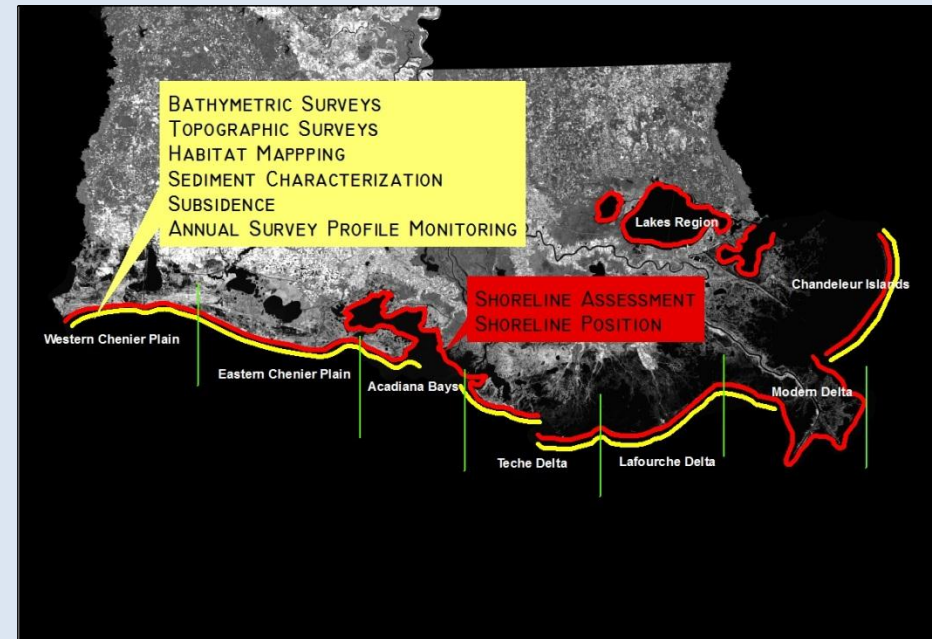 BATHYMETRIC SURVEYS
TOPOGRAPHIC SURVEYS
HABITAT MAPPPING
SEDIMENT CHARACTERIZATION
SUBSIDENCE
ANNUAL SURVEY PROFILE MONITORING
Lakes Region
Chandeleur Islands
SHORELINE ASSESSMENT
SHORELINE POSITION
Western Chenier Plain
Eastern Chenier Plain
Acadiana Bays
Modern Delta
Teche Delta
Lafourche Delta